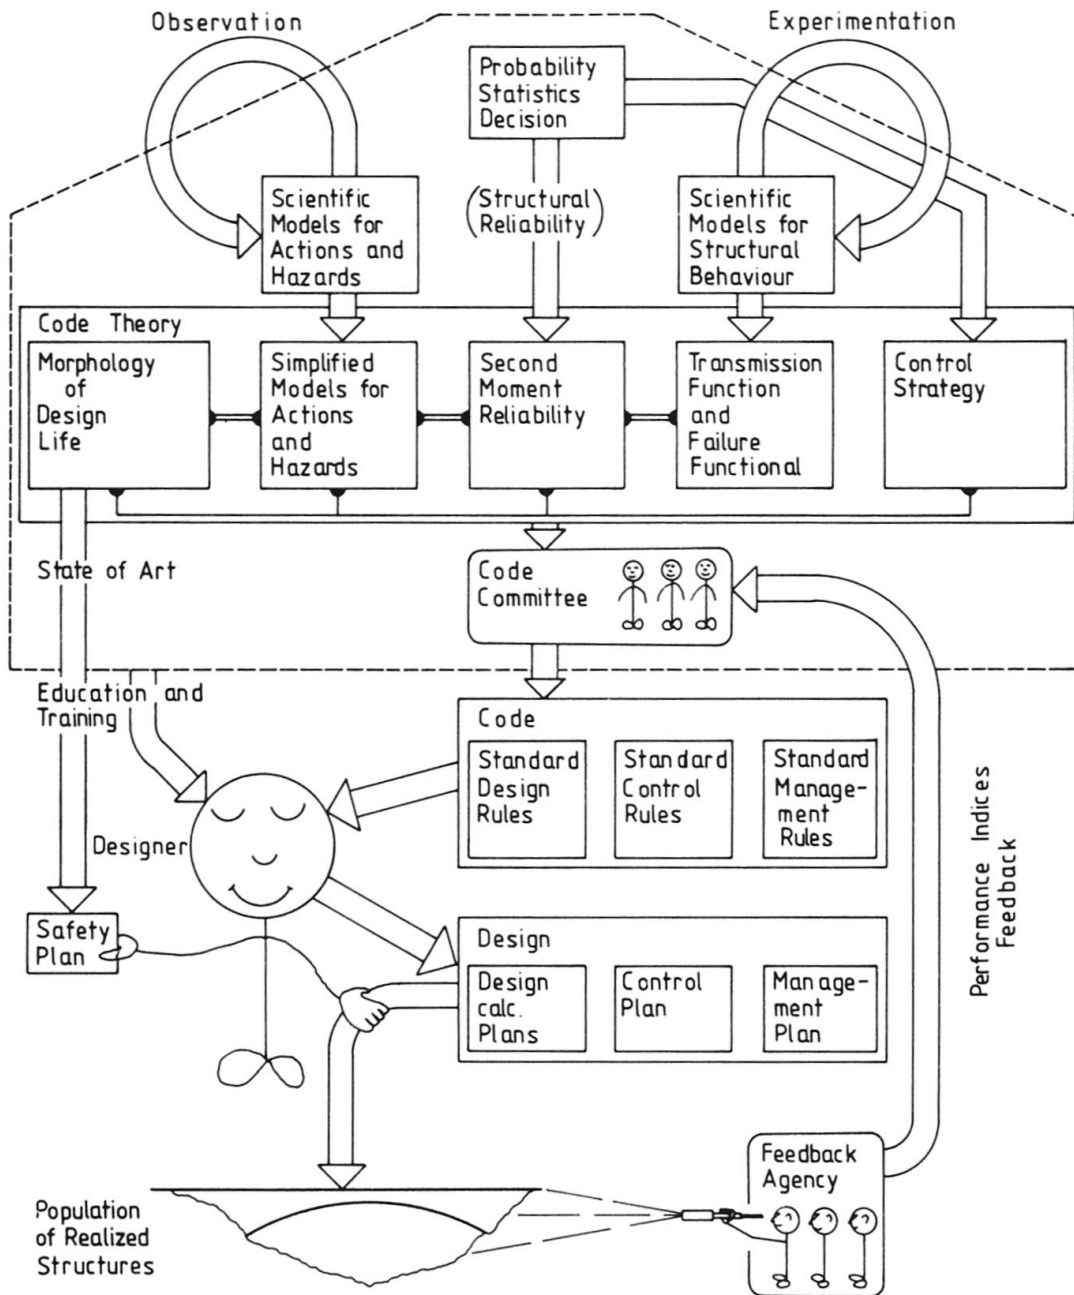 Observation
Experimentation
Probability
Statistics
Decision
Scientific
Models for
Actions and
Hazards
(Structural
Reliability)
Scientific
Models for
Structural
Behaviour
Code Theory
Morphology
of
Design
Life
Simplified
Models for
Actions
and
Hazards
Second
Moment
Reliability
Transmission
Function
and
Failure
Functional
Control
Strategy
State of Art
Code
Committee
Education and
Training
Code
Standard
Design
Rules
Standard
Control
Rules
Standard
Manage-
ment
Rules
Designer
Safety
Plan
Design
Design
calc.
Plans
Control
Plan
Manage-
ment
Plan
Performance Indices
Feedback
Feedback
Agency
Population
of Realized
Structures